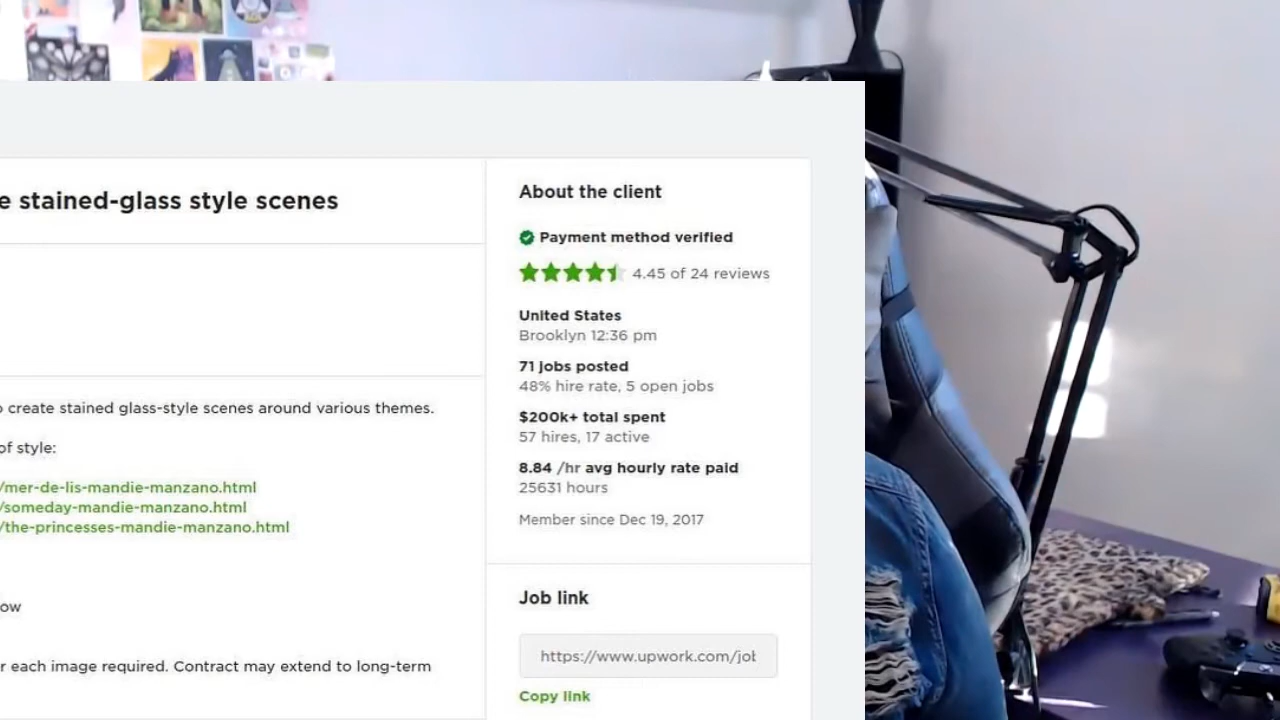 e stained-glass style scenes
o create stained glass-style scenes around various themes.
of style:
/mer-de-lis-mandie-manzano.html
/someday-mandie-manzano.html
/the-princesses-mandie-manzano.html
ow
r each image required. Contract may extend to long-term
About the client
Payment method verified
4.45 of 24 reviews
United States
Brooklyn 12:36 pm
71 jobs posted
48% hire rate, 5 open jobs
$200k+ total spent
57 hires, 17 active
8.84 /hr avg hourly rate paid
25631 hours
Member since Dec 19, 2017
Job link
https://www.upwork.com/jol
Copy link